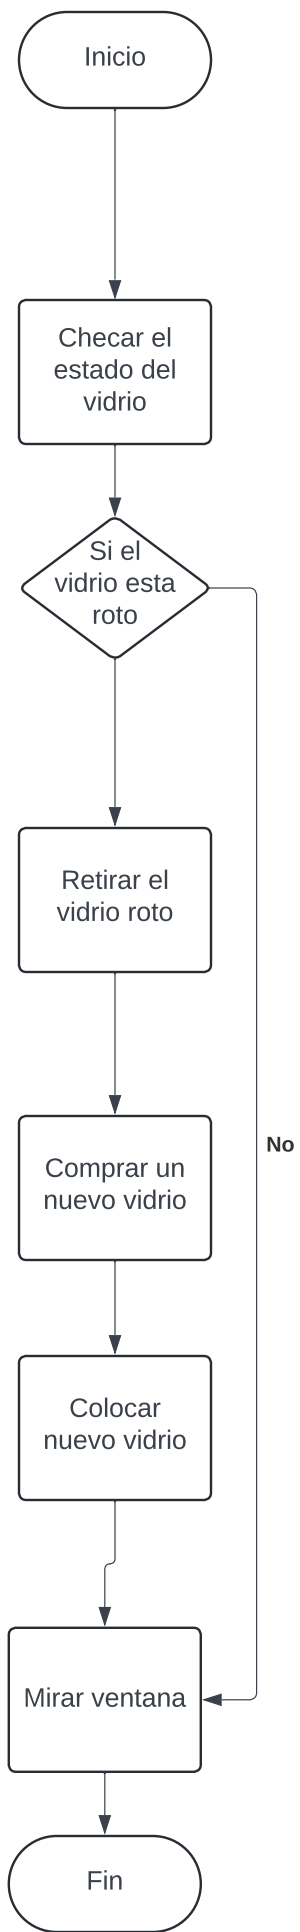 Inicio
Checar el
estado del
vidrio
Si el
vidrio esta
roto
Retirar el
vidrio roto
No
Comprar un
nuevo vidrio
Colocar
nuevo vidrio
Mirar ventana
Fin